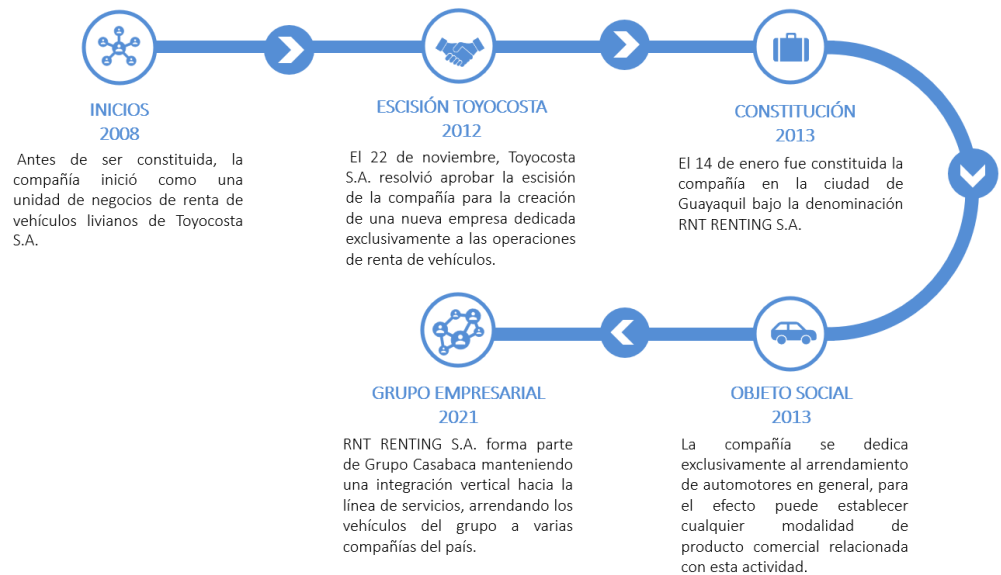 INICIOS
2008
Antes de ser constituida, la
compañía inició como una
unidad de negocios de renta de
vehículos livianos de Toyocosta
S.A.
ESCISIÓN TOYOCOSTA
2012
El 22 de noviembre, Toyocosta
S.A. resolvió aprobar la escisión
de la compañía para la creación
de una nueva empresa dedicada
exclusivamente a las operaciones
de renta de vehículos.
CONSTITUCIÓN
2013
El 14 de enero fue constituida la
compañía en la ciudad de
Guayaquil bajo la denominación
RNT RENTING S.A.
OBJETO SOCIAL
2013
La compañía se dedica
exclusivamente al arrendamiento
de automotores en general, para
el efecto puede establecer
cualquier modalidad de
producto comercial relacionada
con esta actividad.
GRUPO EMPRESARIAL
2021
RNT RENTING S.A. forma parte
de Grupo Casabaca manteniendo
una integración vertical hacia la
línea de servicios, arrendando los
vehículos del grupo a varias
compañías del país.